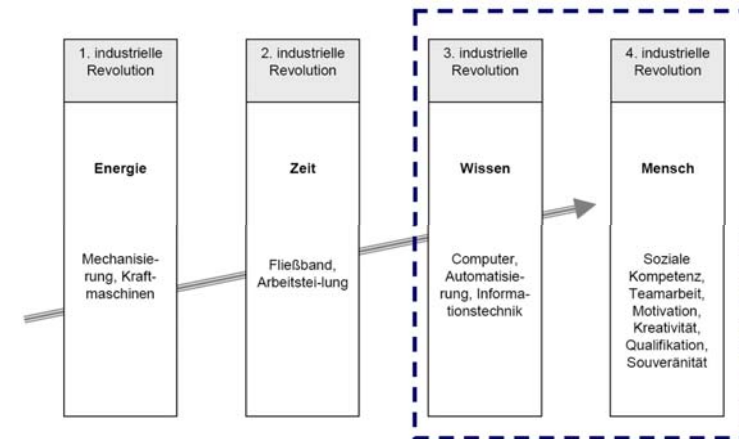 1. industrielle
Revolution
Energie
Mechanisie-
rung, Kraft-
maschinen
2. industrielle
Revolution
Zeit
Fließband,
Arbeitstei-lung
3. industrielle
Revolution
Wissen
Computer,
Automatisie-
rung, Informa-
tionstechnik
4. industrielle
Revolution
Mensch
Soziale
Kompetenz,
Teamarbeit,
Motivation,
Kreativität,
Qualifikation,
Souveränität